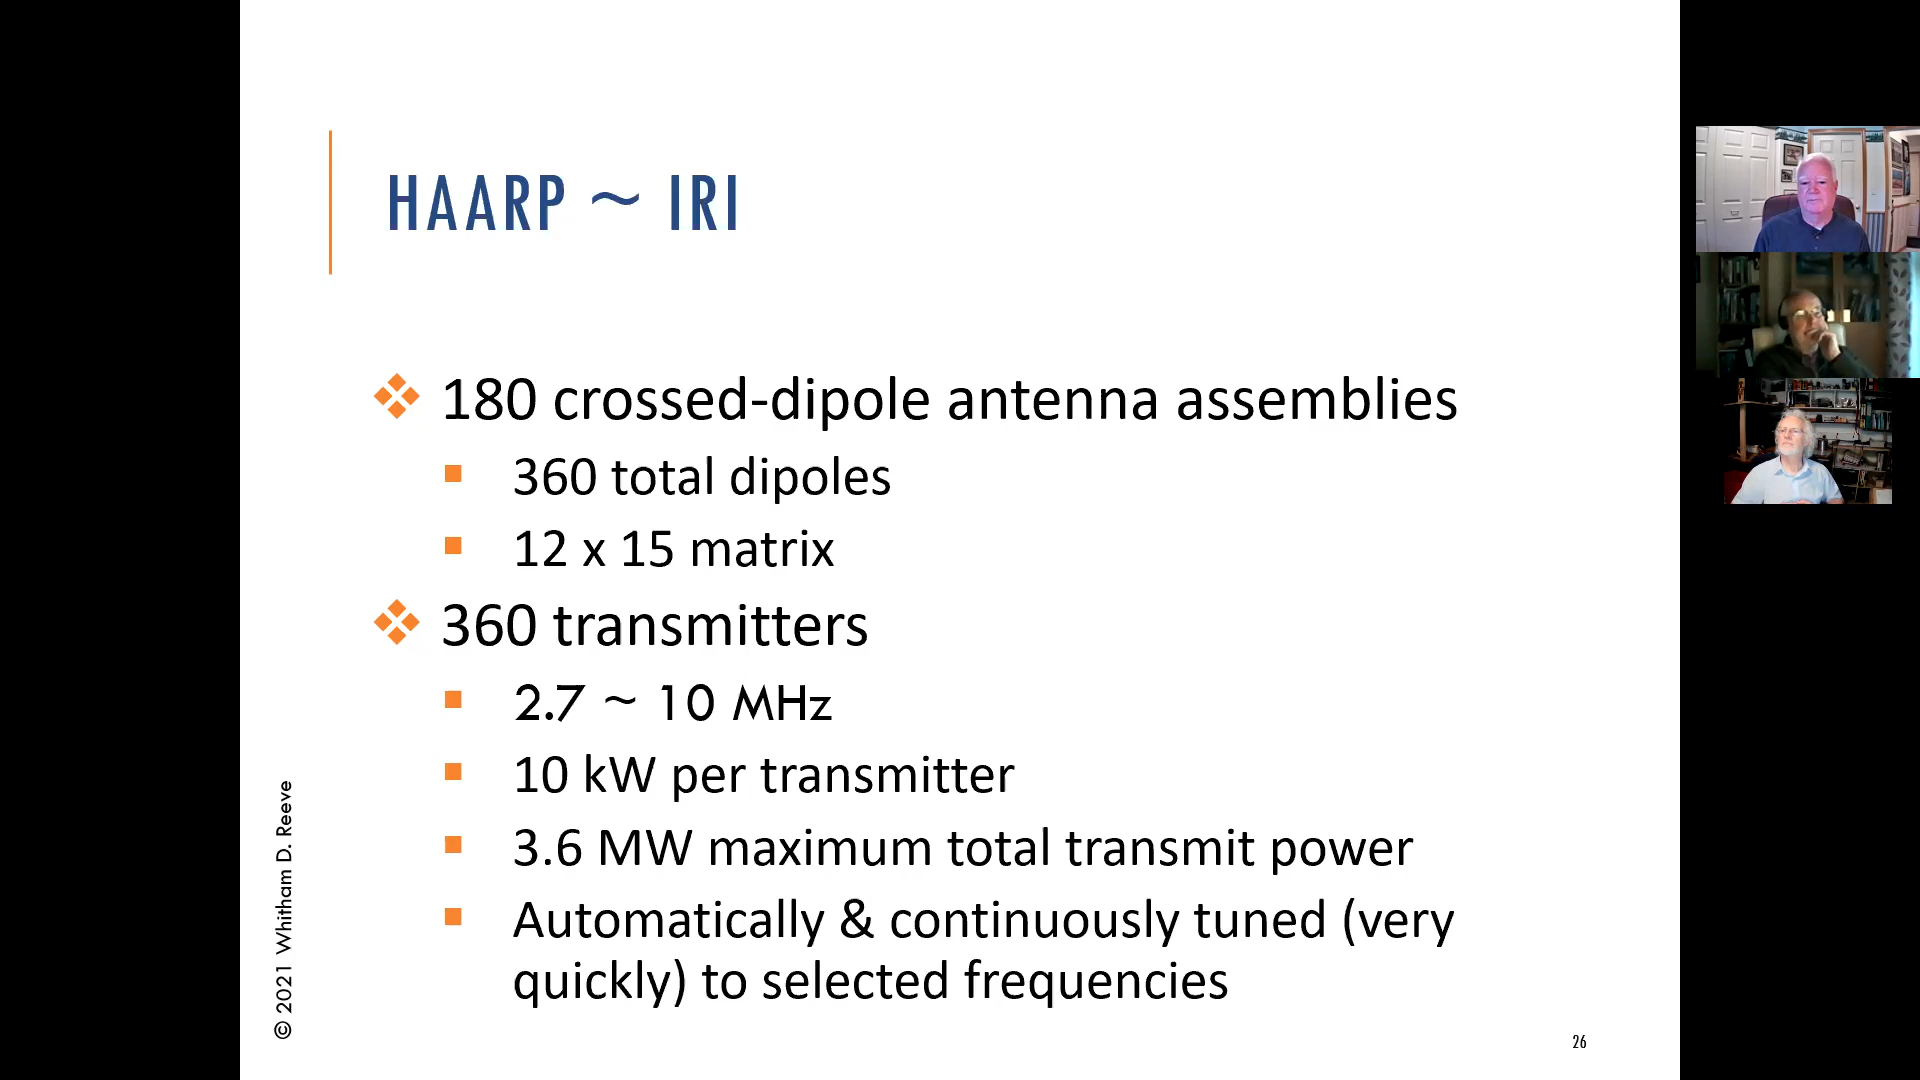 HAARP ~ IRI
180 crossed-dipole antenna assemblies
360 total dipoles
12 x 15 matrix
360 transmitters
2.7 ~ 10 MHz
10 kW per transmitter
3.6 MW maximum total transmit power
Automatically & continuously tuned (very
quickly) to selected frequencies
© 2021 Whitham D. Reeve
26